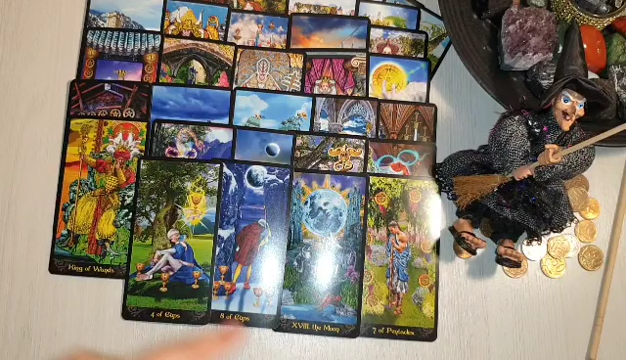 King of Wands
4 of Cups
8 of Cups
XVIII. the Moon
7 of Pentacles